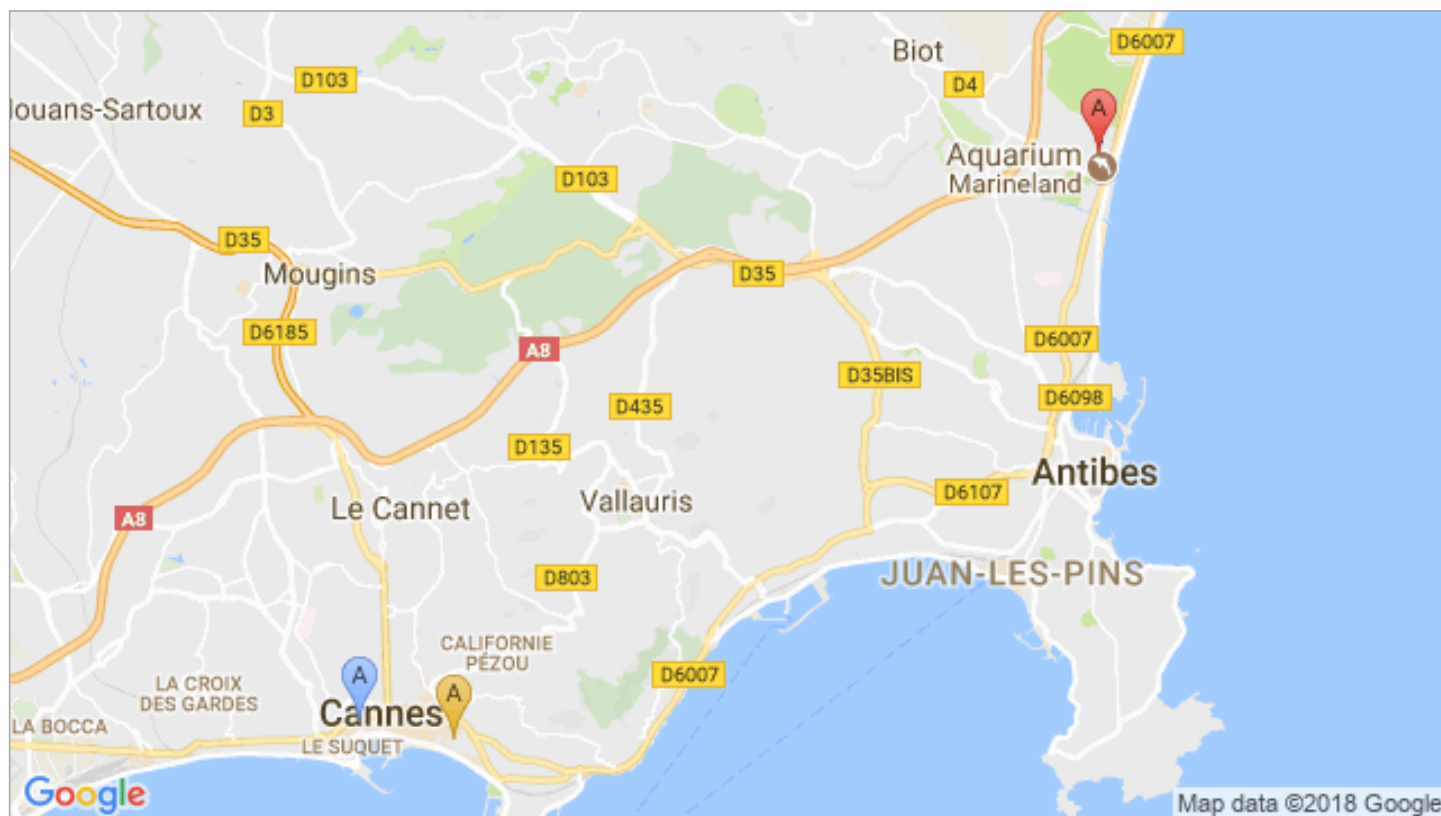 D6007
Biot
D103
D4
louans-Sartoux
D3
A
Aquarium
Marineland
D103
D35
Mougins
D35
D6185
D6007
A8
D35BIS
D435
D6098
D135
Antibes
Le Cannet
Vallauris
D6107
A8
D803
JUAN-LES-PINS
CALIFORNIE
PÉZOU
A
D6007
LA CROIX
DES GARDES
A
Cannes
LA BOCCA
LE SUQUET
Google
Map data ©2018 Google